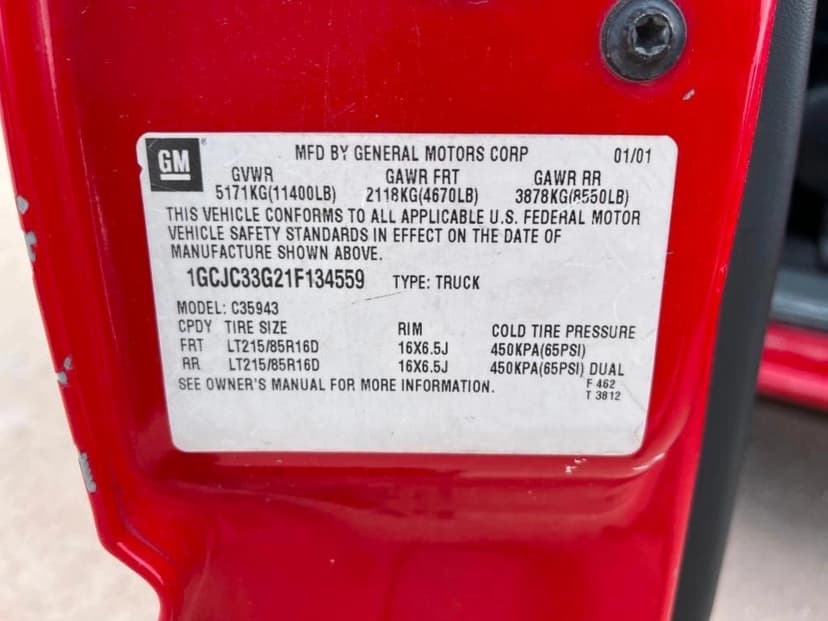 GM ®
MFD BY GENERAL MOTORS CORP 01/01
GVWR GAWR FRT GAWR RR
5171KG(11400LB) 2118KG(4670LB) 3878KG(8550LB)
THIS VEHICLE CONFORMS TO ALL APPLICABLE U.S. FEDERAL MOTOR
VEHICLE SAFETY STANDARDS IN EFFECT ON THE DATE OF
MANUFACTURE SHOWN ABOVE.
1GCJC33G21F134559 TYPE: TRUCK
MODEL: C35943
CPDY TIRE SIZE RIM COLD TIRE PRESSURE
FRT LT215/85R16D 16X6.5J 450KPA(65PSI)
RR LT215/85R16D 16X6.5J 450KPA(65PSI) DUAL
SEE OWNER'S MANUAL FOR MORE INFORMATION. F 462
T 3812